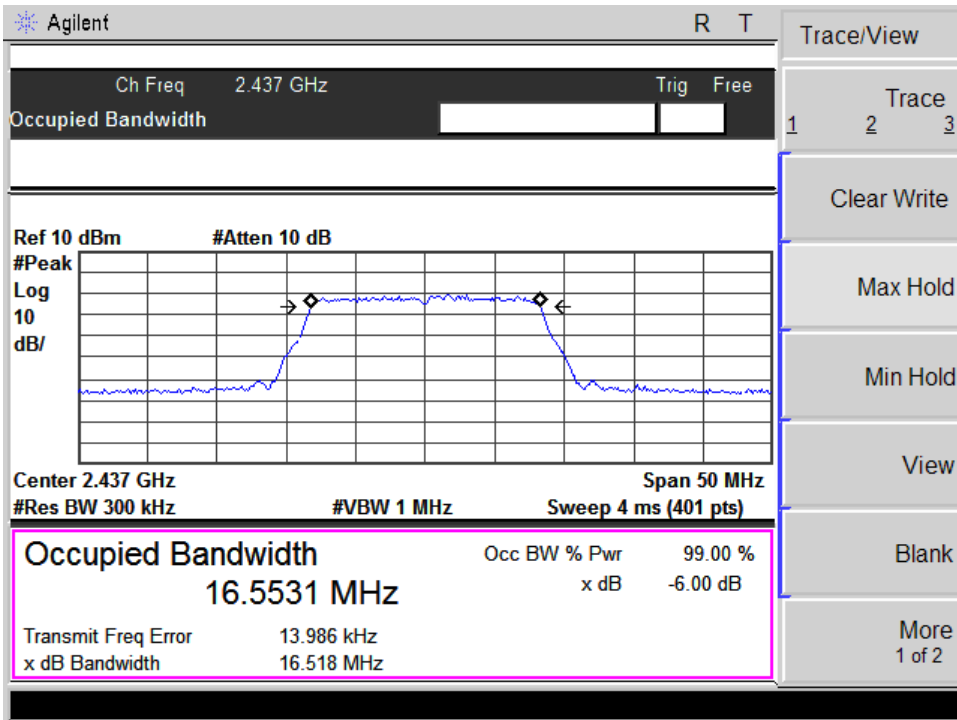 Agilent R T
Ch Freq 2.437 GHz Trig Free
Occupied Bandwidth
Ref 10 dBm #Atten 10 dB
#Peak
Log
10
dB/
Center 2.437 GHz Span 50 MHz
#Res BW 300 kHz #VBW 1 MHz Sweep 4 ms (401 pts)
Occupied Bandwidth Occ BW % Pwr 99.00 %
16.5531 MHz x dB -6.00 dB
Transmit Freq Error 13.986 kHz
x dB Bandwidth 16.518 MHz
Trace/View
Trace
1 2 3
Clear Write
Max Hold
Min Hold
View
Blank
More
1 of 2